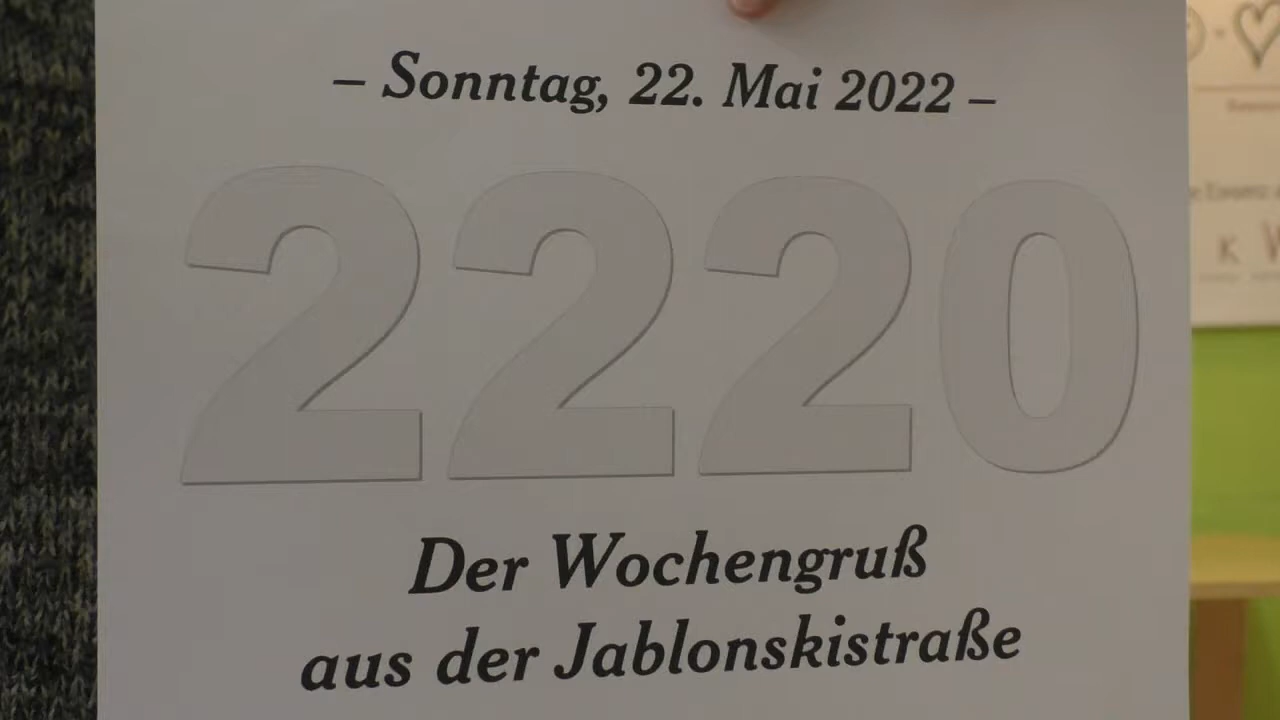 – Sonntag, 22. Mai 2022 –
2220
Der Wochengruß
aus der Jablonskistraße
K